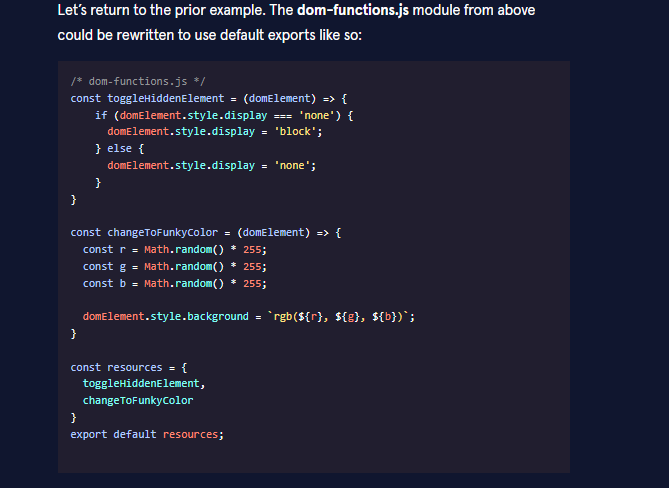 Let's return to the prior example. The dom-functions.js module from above
could be rewritten to use default exports like so:
/* dom-functions.js */
const toggleHiddenElement = (domElement) => {
    if (domElement.style.display === 'none') {
      domElement.style.display = 'block';
    } else {
      domElement.style.display = 'none';
    }
}
const changeToFunkyColor = (domElement) => {
  const r = Math.random() * 255;
  const g = Math.random() * 255;
  const b = Math.random() * 255;
  domElement.style.background = `rgb(${r}, ${g}, ${b})`;
}
const resources = {
  toggleHiddenElement,
  changeToFunkyColor
}
export default resources;